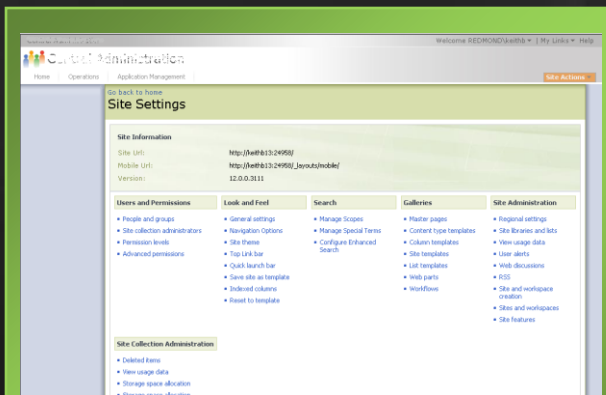 Welcome REDMOND\keithb ▾ | My Links ▾ Help
Central Administration
Home Operations Application Management Site Actions
Go back to home
Site Settings
Site Information
Site Url: http://keithb13:24958/
Mobile Url: http://keithb13:24958/_layouts/mobile/
Version: 12.0.0.3111
Users and Permissions
People and groups
Site collection administrators
Permission levels
Advanced permissions
Look and Feel
General settings
Navigation Options
Site theme
Top Link bar
Quick launch bar
Save site as template
Indexed columns
Reset to template
Search
Manage Scopes
Manage Special Terms
Configure Enhanced
Search
Galleries
Master pages
Content type templates
Column templates
Site templates
List templates
Web parts
Workflows
Site Administration
Regional settings
Site libraries and lists
View usage data
User alerts
Web discussions
RSS
Site and workspace
creation
Sites and workspaces
Site features
Site Collection Administration
Deleted items
View usage data
Storage space allocation
Storage space allocation